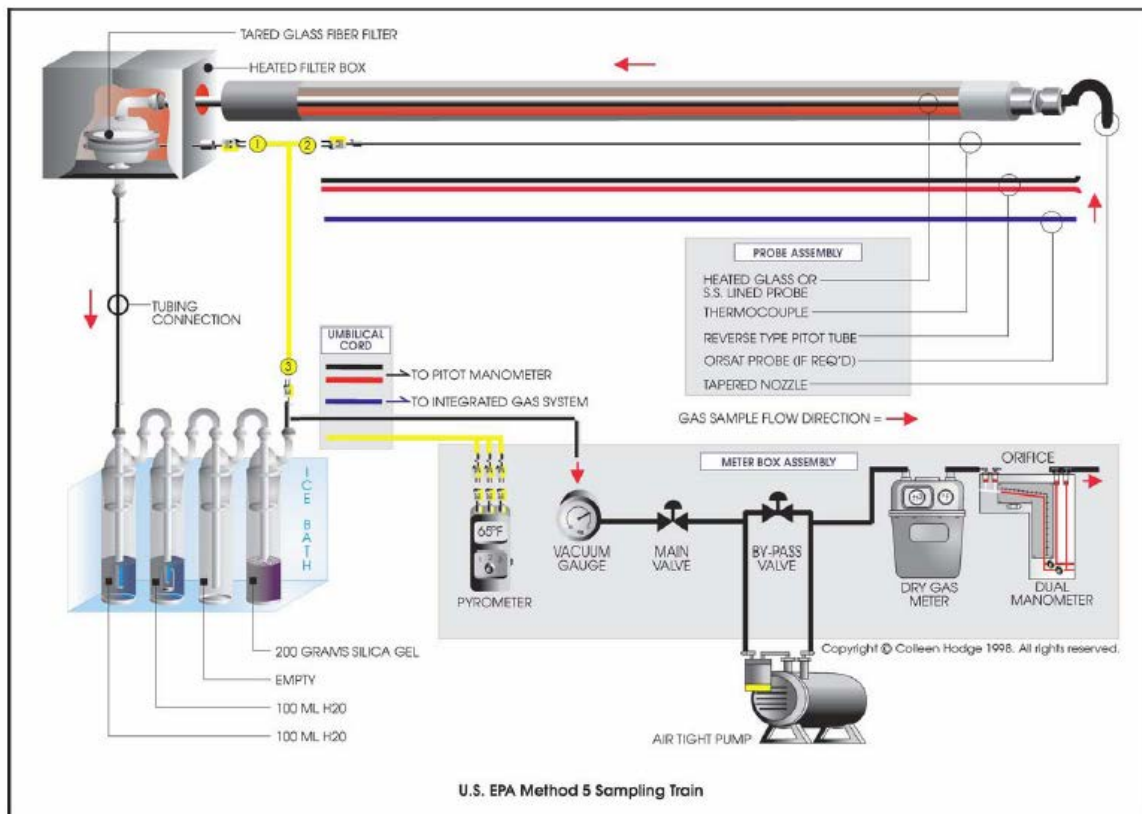 TARED GLASS FIBER FILTER
HEATED FILTER BOX
1
2
PROBE ASSEMBLY
HEATED GLASS OR
S.S. LINED PROBE
THERMOCOUPLE
REVERSE TYPE PITOT TUBE
ORSAT PROBE (IF REQ'D)
TAPERED NOZZLE
TUBING
CONNECTION
UMBILICAL
CORD
3
TO PITOT MANOMETER
TO INTEGRATED GAS SYSTEM
GAS SAMPLE FLOW DIRECTION =
METER BOX ASSEMBLY
ORIFICE
ICE BATH
65°F
PYROMETER
VACUUM
GAUGE
MAIN
VALVE
BY-PASS
VALVE
DRY GAS
METER
DUAL
MANOMETER
200 GRAMS SILICA GEL
EMPTY
100 ML H20
100 ML H20
Copyright © Colleen Hodge 1998. All rights reserved.
AIR TIGHT PUMP
U.S. EPA Method 5 Sampling Train